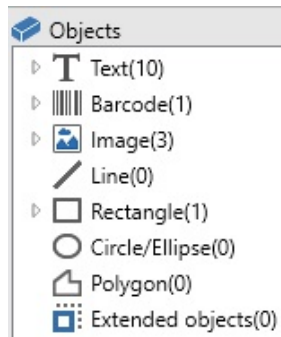 Objects
Text(10)
Barcode(1)
Image(3)
Line(0)
Rectangle(1)
Circle/Ellipse(0)
Polygon(0)
Extended objects(0)